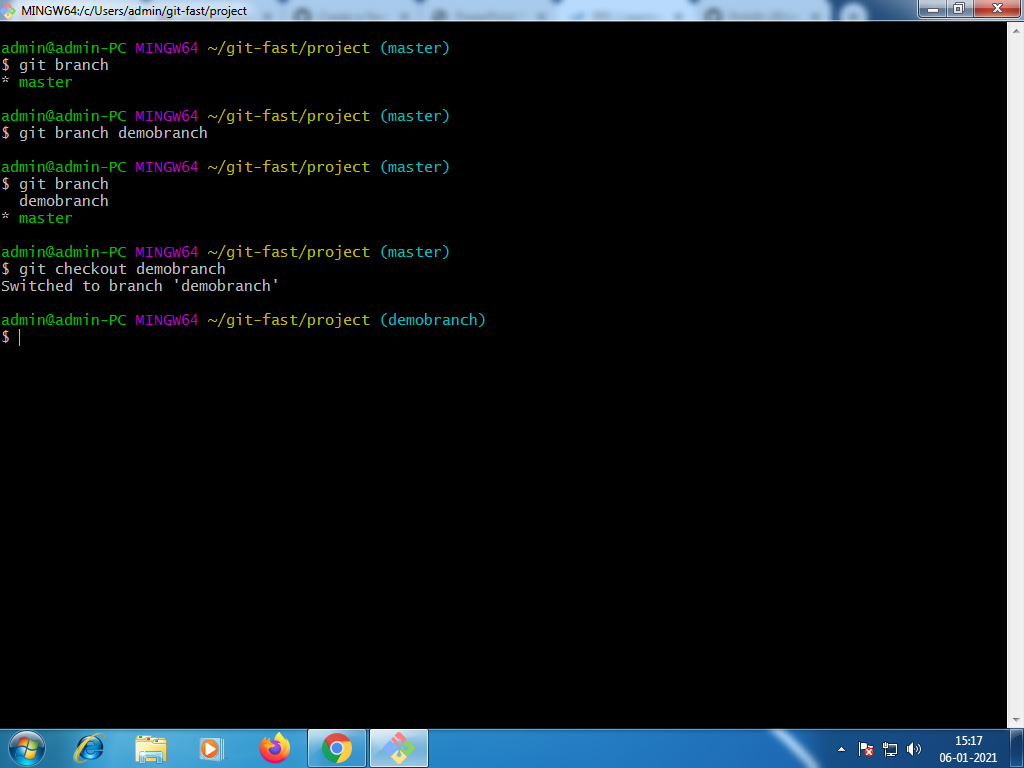 MINGW64:/c/Users/admin/git-fast/project
admin@admin-PC MINGW64 ~/git-fast/project (master)
$ git branch
* master
admin@admin-PC MINGW64 ~/git-fast/project (master)
$ git branch demobranch
admin@admin-PC MINGW64 ~/git-fast/project (master)
$ git branch
demobranch
* master
admin@admin-PC MINGW64 ~/git-fast/project (master)
$ git checkout demobranch
Switched to branch 'demobranch'
admin@admin-PC MINGW64 ~/git-fast/project (demobranch)
$
15:17
06-01-2021